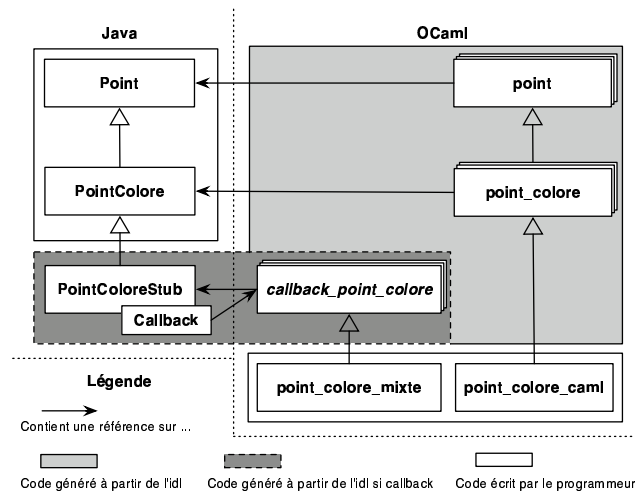 Java
OCaml
Point
point
PointColore
point_colore
PointColoreStub
callback_point_colore
Callback
point_colore_mixte
point_colore_caml
Légende
Contient une référence sur ...
Code généré à partir de l'idl
Code généré à partir de l'idl si callback
Code écrit par le programmeur